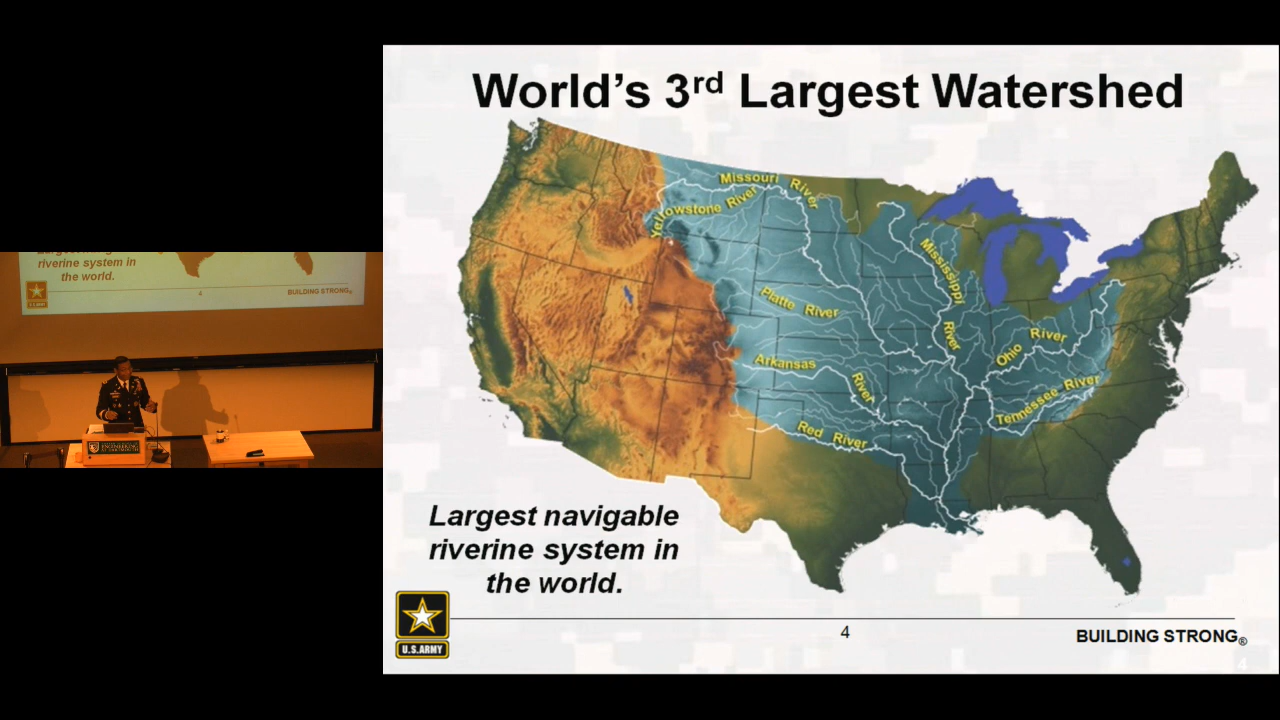 World's 3rd Largest Watershed
Missouri River
Yellowstone River
Mississippi River
Platte River
Ohio River
Arkansas River
Tennessee River
Red River
Largest navigable
riverine system in
the world.
U.S.ARMY
4
BUILDING STRONG®
4
riverine system in
the world.
4
BUILDING STRONG®
ENGINEERING